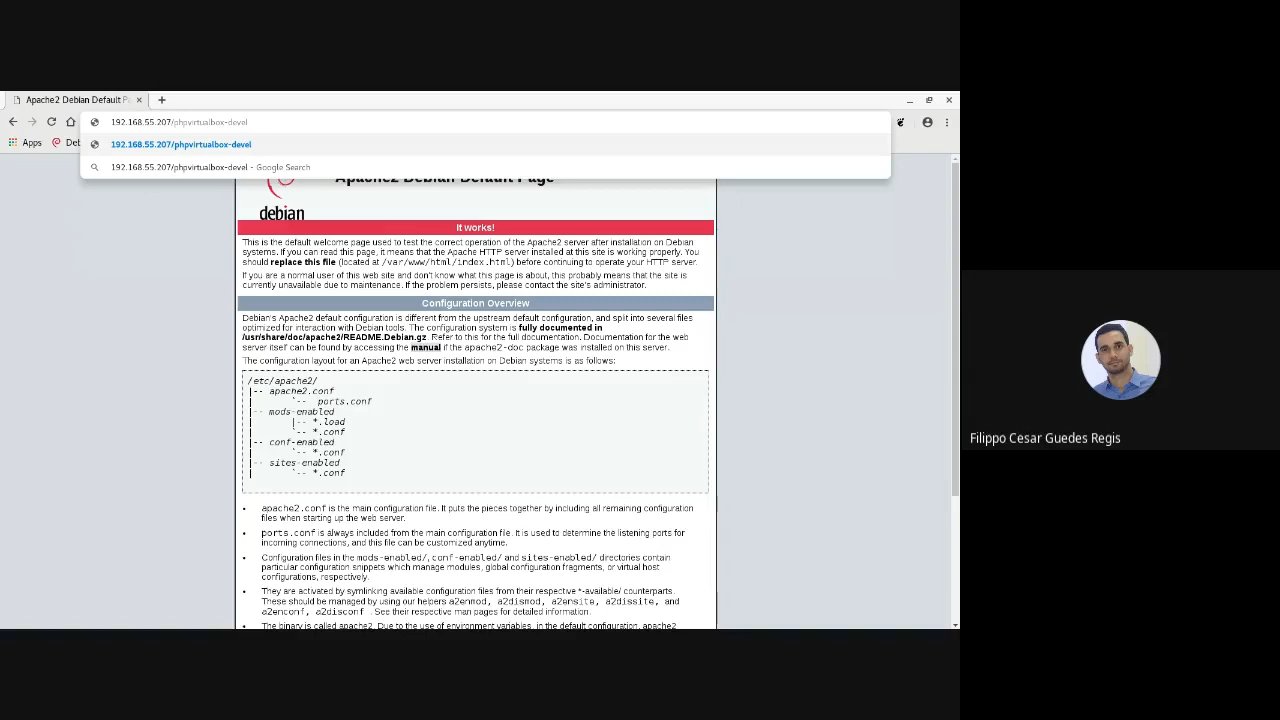 Apache2 Debian Default
192.168.55.207/phpvirtualbox-devel
Apps
Deb
192.168.55.207/phpvirtualbox-devel
192.168.55.207/phpvirtualbox-devel - Google Search
Apache2 Debian Default Page
debian
It works!
This is the default welcome page used to test the correct operation of the Apache2 server after installation on Debian
systems. If you can read this page, it means that the Apache HTTP server installed at this site is working properly. You
should replace this file (located at /var/www/html/index.html) before continuing to operate your HTTP server.
If you are a normal user of this web site and don't know what this page is about, this probably means that the site is
currently unavailable due to maintenance. If the problem persists, please contact the site's administrator.
Configuration Overview
Debian's Apache2 default configuration is different from the upstream default configuration, and split into several files
optimized for interaction with Debian tools. The configuration system is fully documented in
/usr/share/doc/apache2/README.Debian.gz. Refer to this for the full documentation. Documentation for the web
server itself can be found by accessing the manual if the apache2-doc package was installed on this server.
The configuration layout for an Apache2 web server installation on Debian systems is as follows:
/etc/apache2/
|-- apache2.conf
|       `--  ports.conf
|-- mods-enabled
|       |-- *.load
|       `-- *.conf
|-- conf-enabled
|       `-- *.conf
|-- sites-enabled
|       `-- *.conf
• apache2.conf is the main configuration file. It puts the pieces together by including all remaining configuration
files when starting up the web server.
• ports.conf is always included from the main configuration file. It is used to determine the listening ports for
incoming connections, and this file can be customized anytime.
• Configuration files in the mods-enabled/, conf-enabled/ and sites-enabled/ directories contain
particular configuration snippets which manage modules, global configuration fragments, or virtual host
configurations, respectively.
• They are activated by symlinking available configuration files from their respective *-available/ counterparts.
These should be managed by using our helpers a2enmod, a2dismod, a2ensite, a2dissite, and
a2enconf, a2disconf . See their respective man pages for detailed information.
• The binary is called apache2. Due to the use of environment variables, in the default configuration, apache2
Filippo Cesar Guedes Regis